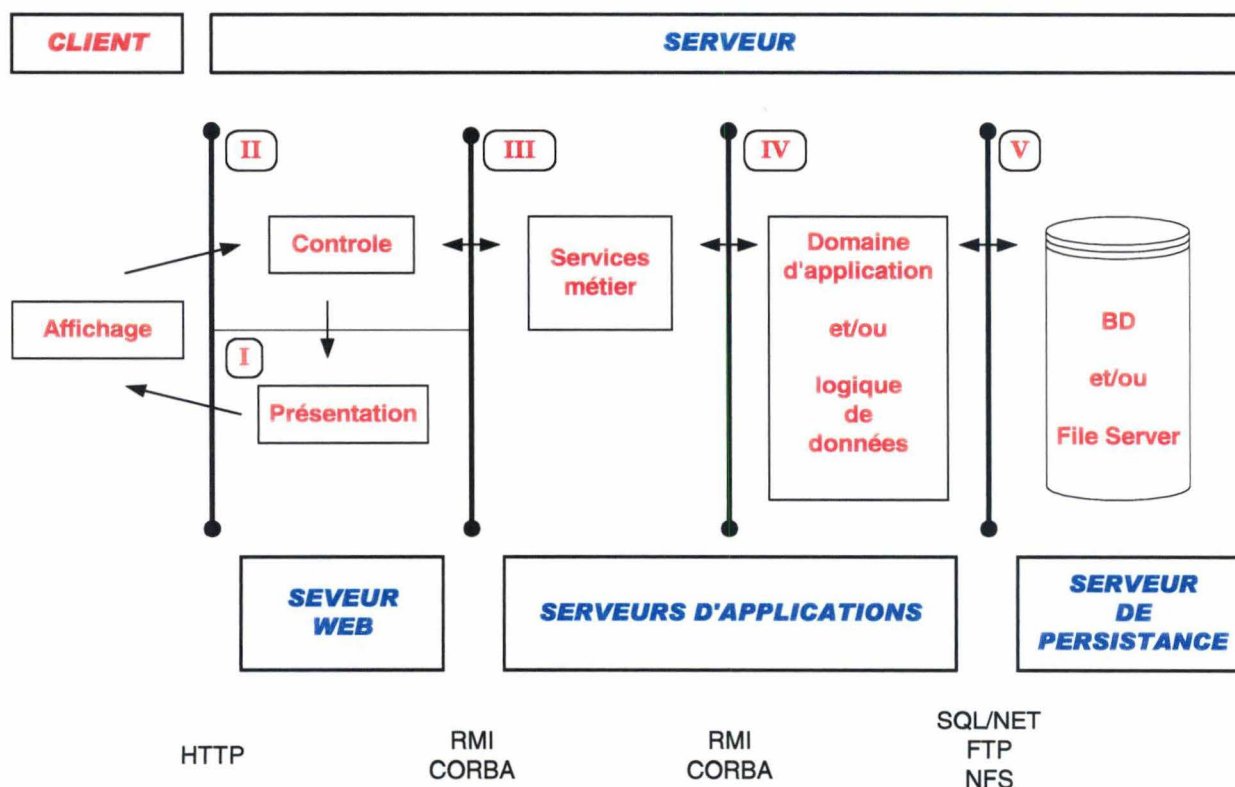 CLIENT
SERVEUR
II
III
IV
V
Controle
Services
métier
Domaine
d'application
et/ou
logique
de
données
BD
et/ou
File Server
Affichage
I
Présentation
SEVEUR
WEB
SERVEURS D'APPLICATIONS
SERVEUR
DE
PERSISTANCE
HTTP
RMI
CORBA
RMI
CORBA
SQL/NET
FTP
NFS